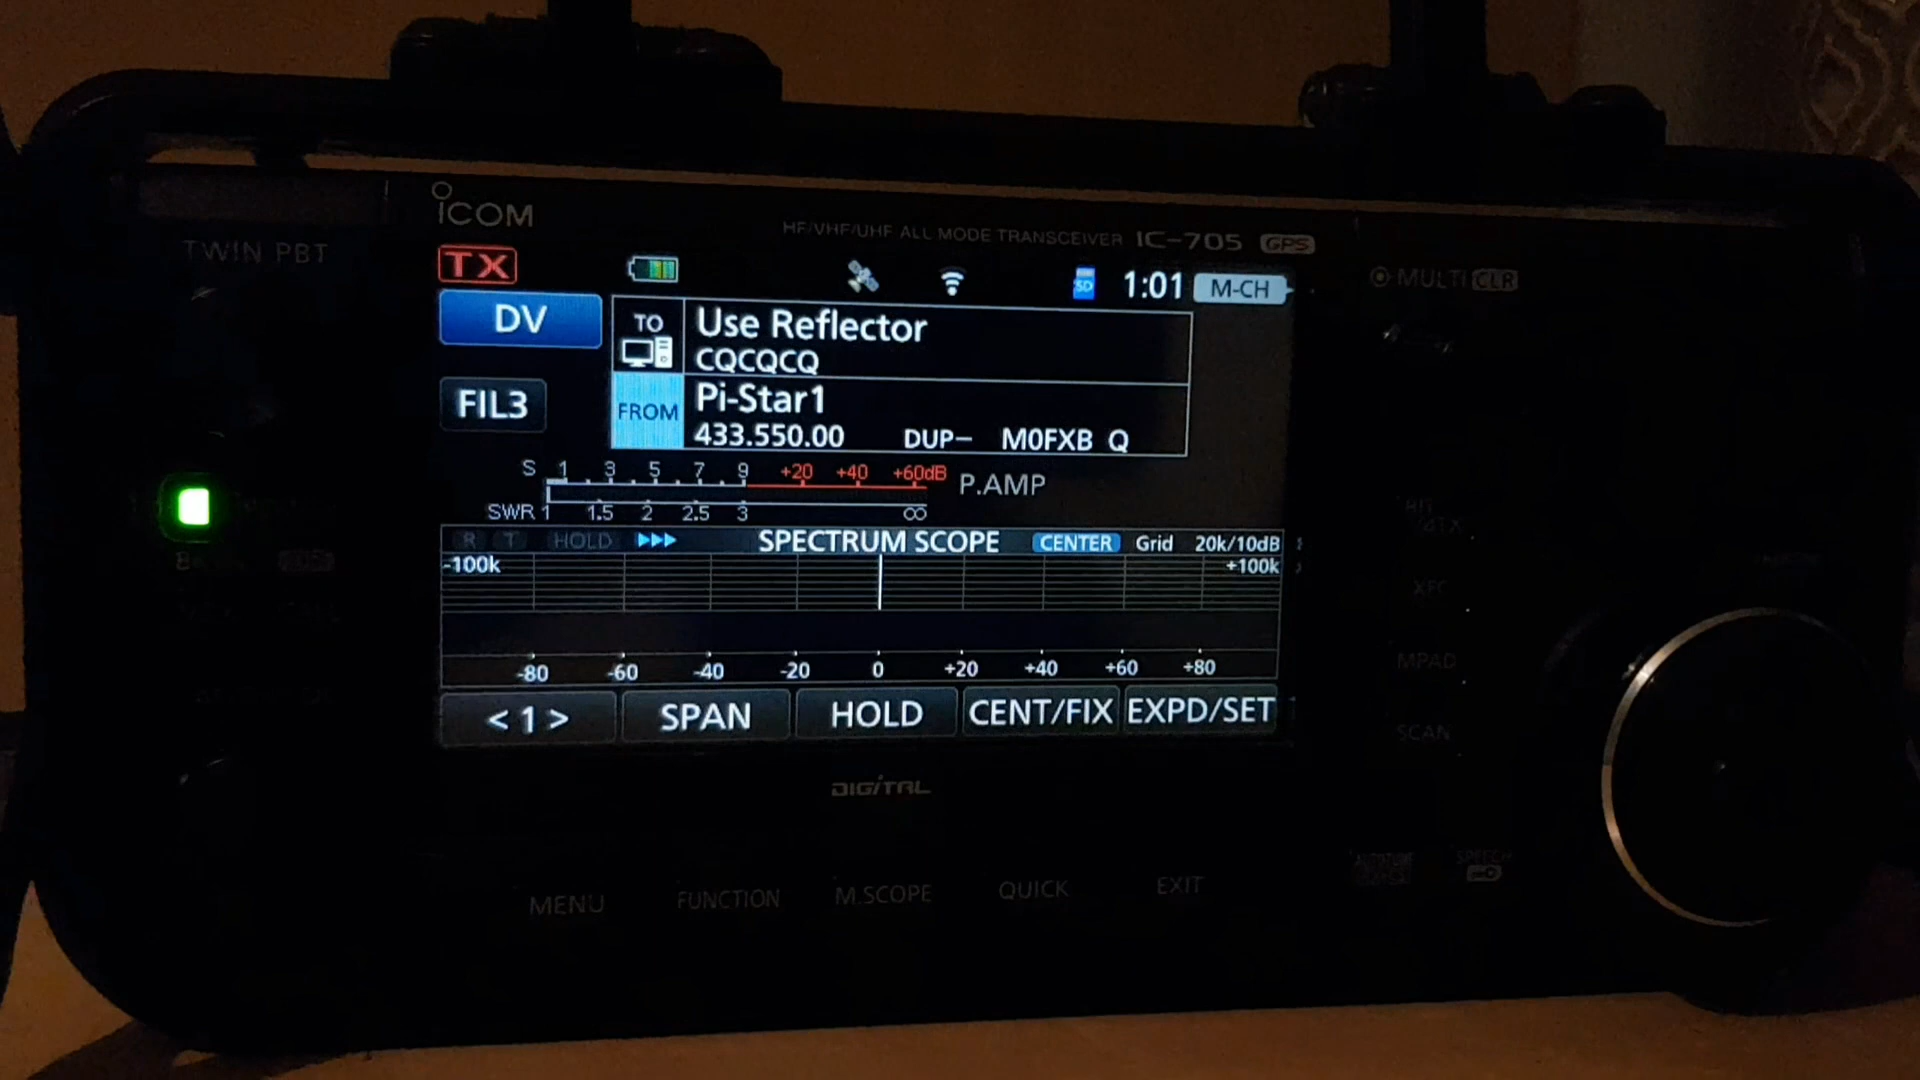 ICOM
TWIN PBT
HF/VHF/UHF ALL MODE TRANSCEIVER IC-705 GPS
MULTI CLR
TX 1:01 M-CH
DV
TO Use Reflector
CQCQCQ
FIL3
FROM Pi-Star1
433.550.00 DUP- M0FXB Q
S 1 3 5 7 9 +20 +40 +60dB P.AMP
SWR 1 1.5 2 2.5 3 ∞
R T HOLD SPECTRUM SCOPE CENTER Grid 20k/10dB
-100k +100k
-80 -60 -40 -20 0 +20 +40 +60 +80
< 1 > SPAN HOLD CENT/FIX EXPD/SET
XFC
MPAD
SCAN
DIGITAL
SPEECH
MENU FUNCTION M.SCOPE QUICK EXIT